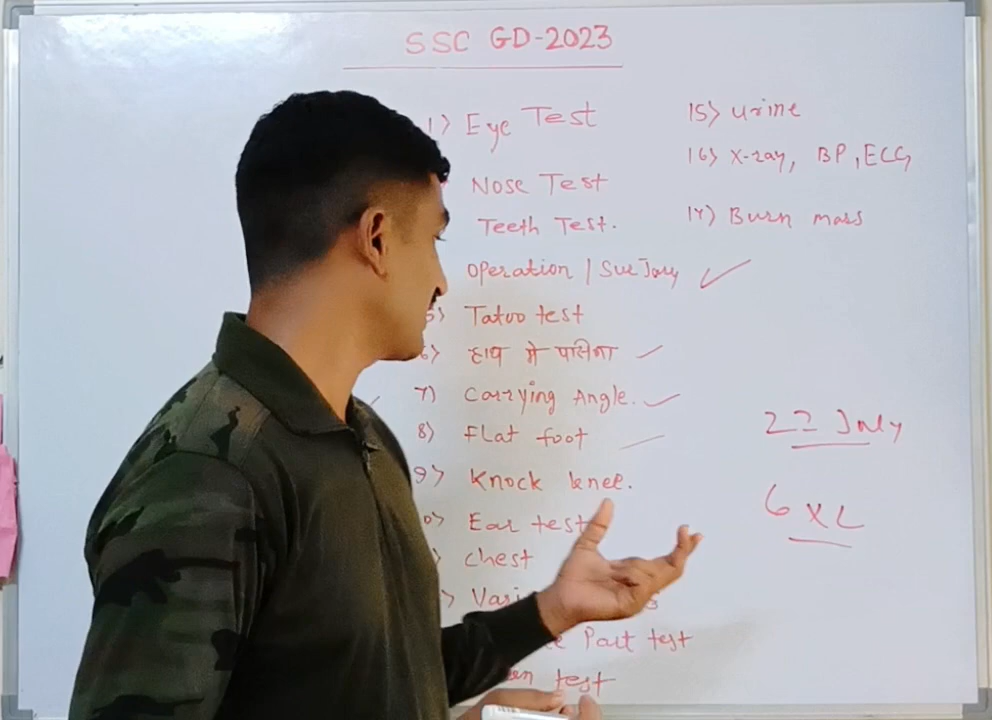 SSC GD-2023
1) Eye Test
Nose Test
Teeth Test.
Operation | SueJary
5) Tatoo test
6) हाथ मे पसिना
7) Carrying Angle.
8) Flat foot
9) Knock knee.
Ear test
Chest
Part test
test
15) Urine
16) X-ray, BP, ECG
17) Burn mass
22 July
6 XL